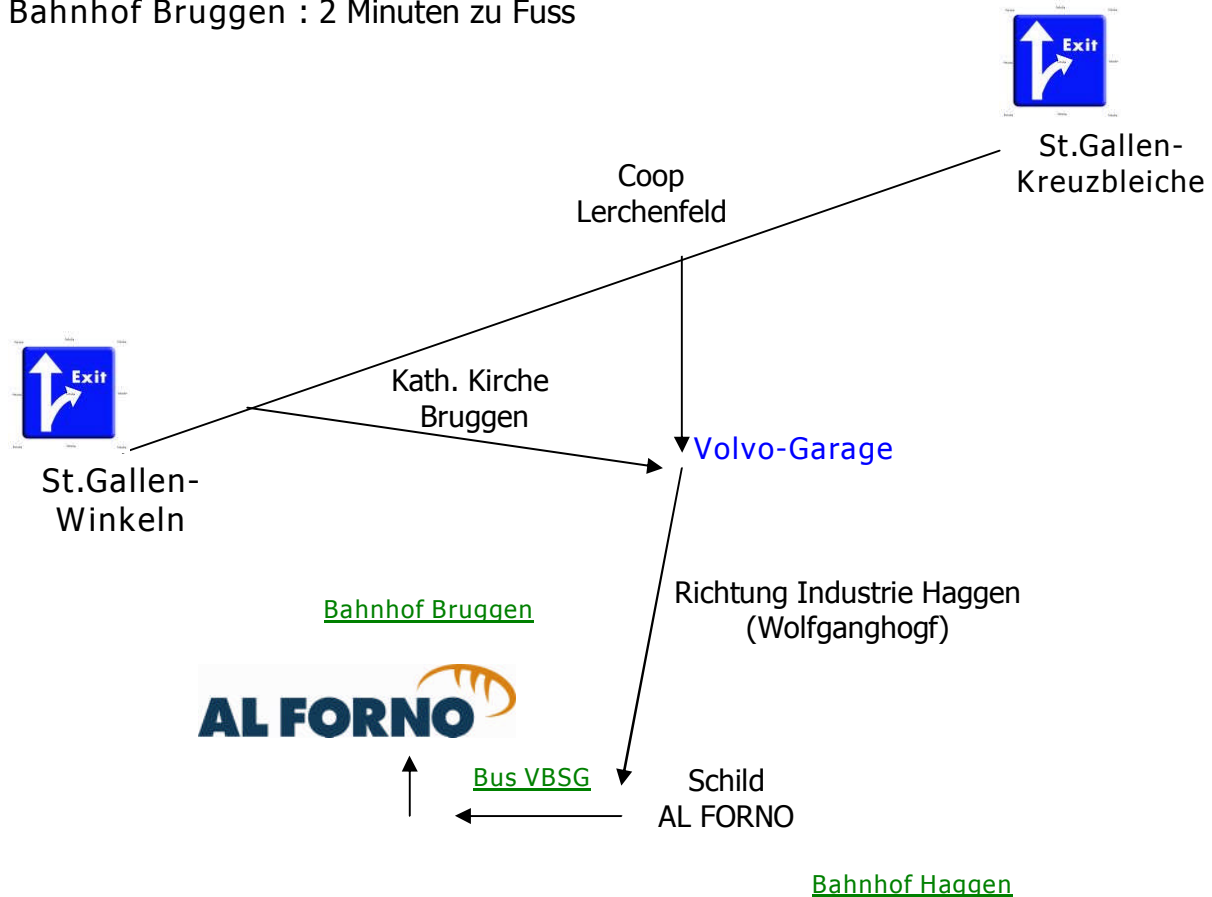 Bahnhof Bruggen : 2 Minuten zu Fuss
Exit
St.Gallen-
Kreuzbleiche
Coop
Lerchenfeld
Exit
Kath. Kirche
Bruggen
Volvo-Garage
St.Gallen-
Winkeln
Richtung Industrie Haggen
(Wolfganghogf)
Bahnhof Bruggen
AL FORNO
Bus VBSG
Schild
AL FORNO
Bahnhof Haggen